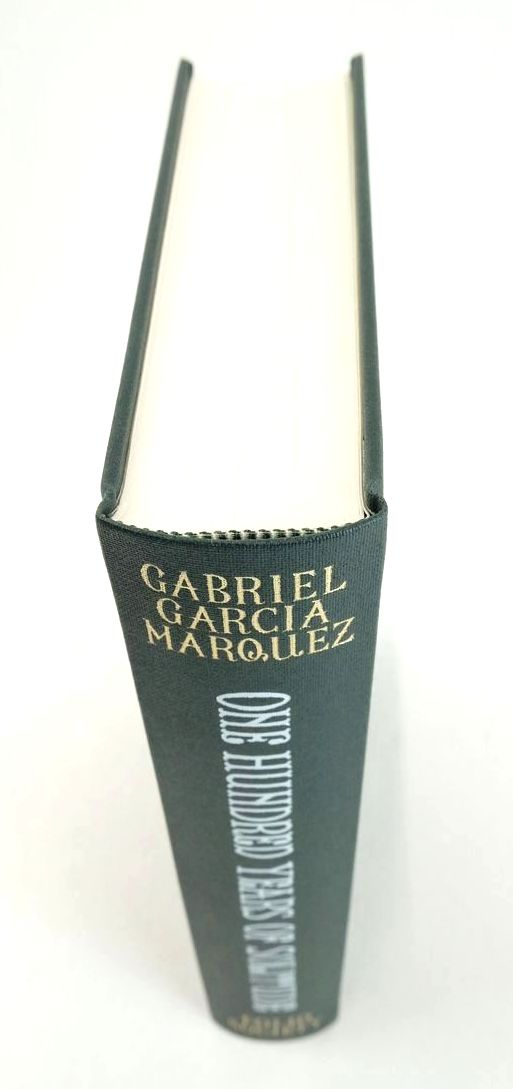 GABRIEL
GARCIA
MARQUEZ
ONE HUNDRED YEARS OF SOLITUDE